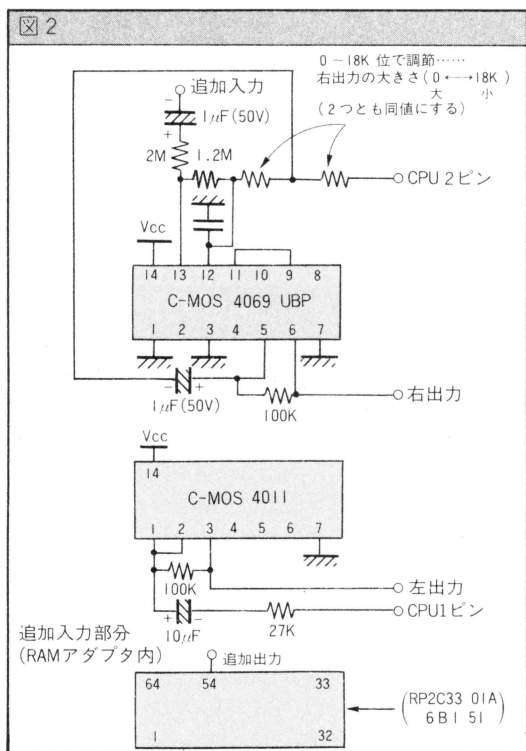 図2
0～18K 位で調節……
右出力の大きさ(0←→18K)
大 小
(2つとも同値にする)
追加入力
−
1μF(50V)
+
2M 1.2M
CPU 2ピン
Vcc
14 13 12 11 10 9 8
C-MOS 4069 UBP
1 2 3 4 5 6 7
− +
1μF(50V)
100K
右出力
Vcc
14
C-MOS 4011
1 2 3 4 5 6 7
100K
左出力
+ −
CPU1ピン
10μF 27K
追加入力部分
(RAMアダプタ内)
追加出力
64 54 33
(RP2C33 01A
6B1 51)
1 32